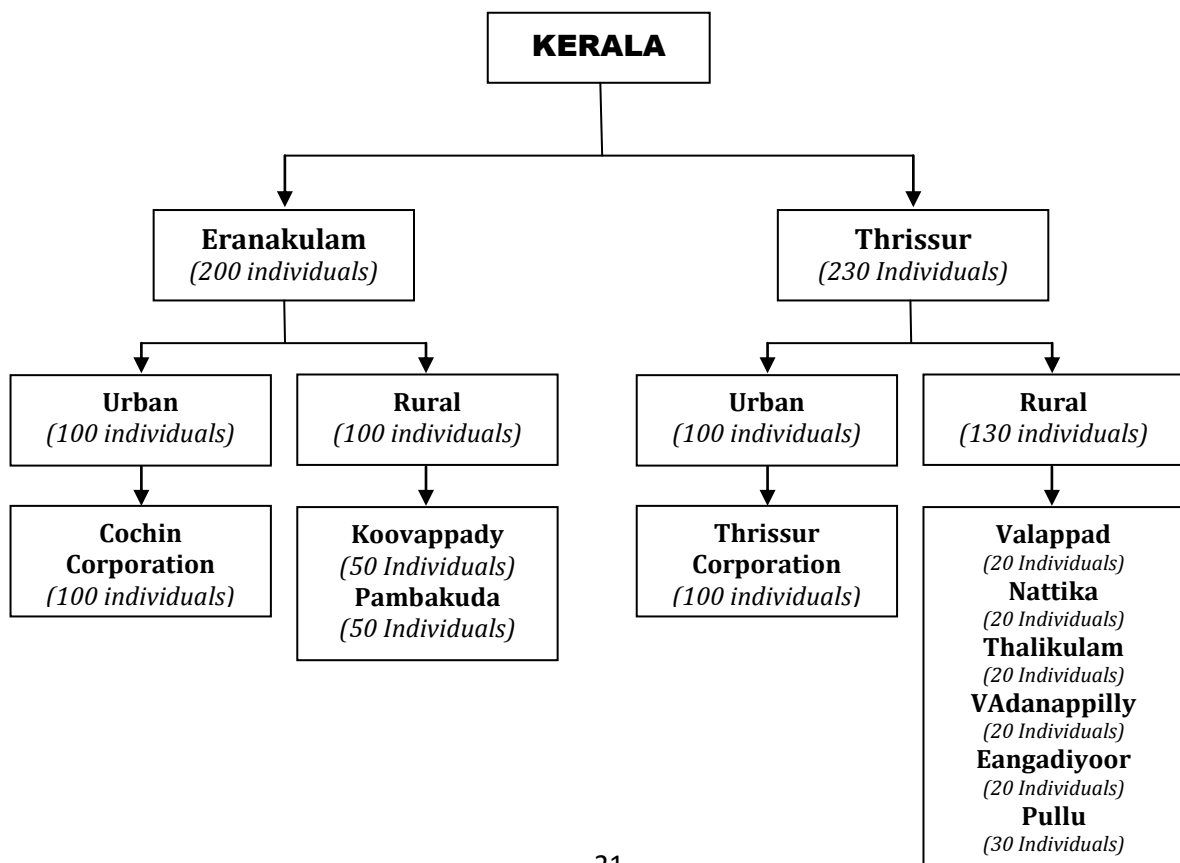 KERALA
Eranakulam
(200 individuals)
Thrissur
(230 Individuals)
Urban
(100 individuals)
Rural
(100 individuals)
Urban
(100 individuals)
Rural
(130 individuals)
Cochin
Corporation
(100 individuals)
Koovappady
(50 Individuals)
Pambakuda
(50 Individuals)
Thrissur
Corporation
(100 individuals)
Valappad
(20 Individuals)
Nattika
(20 Individuals)
Thalikulam
(20 Individuals)
VAdanappilly
(20 Individuals)
Eangadiyoor
(20 Individuals)
Pullu
(30 Individuals)